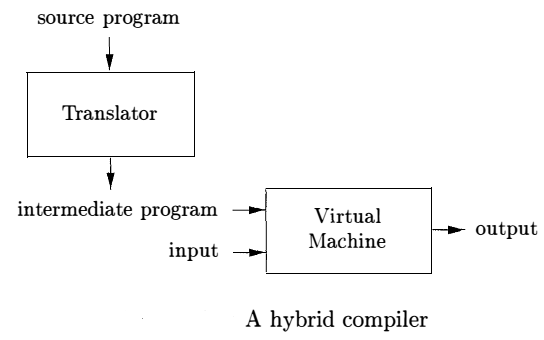 source program
Translator
intermediate program
Virtual
Machine
input
output
A hybrid compiler